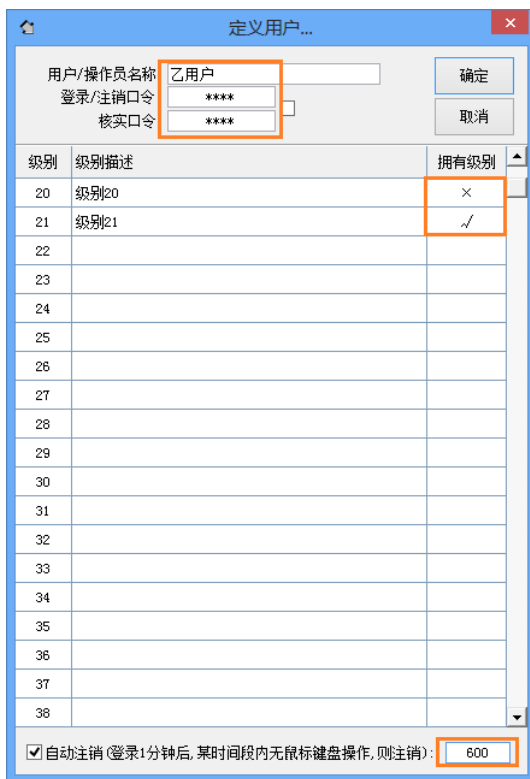 定义用户...
用户/操作员名称 乙用户 确定
登录/注销口令 ****
核实口令 **** 取消
级别 级别描述 拥有级别
20 级别20 ×
21 级别21 √
22
23
24
25
26
27
28
29
30
31
32
33
34
35
36
37
38
自动注销(登录1分钟后,某时间段内无鼠标键盘操作,则注销): 600